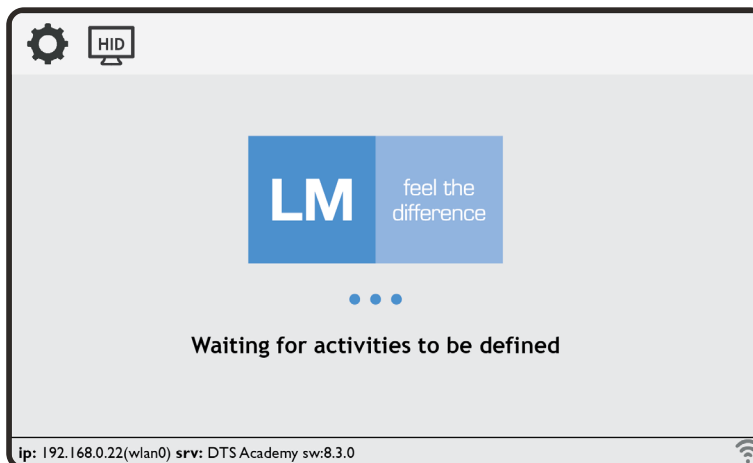 HID
LM
feel the
difference
Waiting for activities to be defined
ip: 192.168.0.22(wlan0) srv: DTS Academy sw:8.3.0